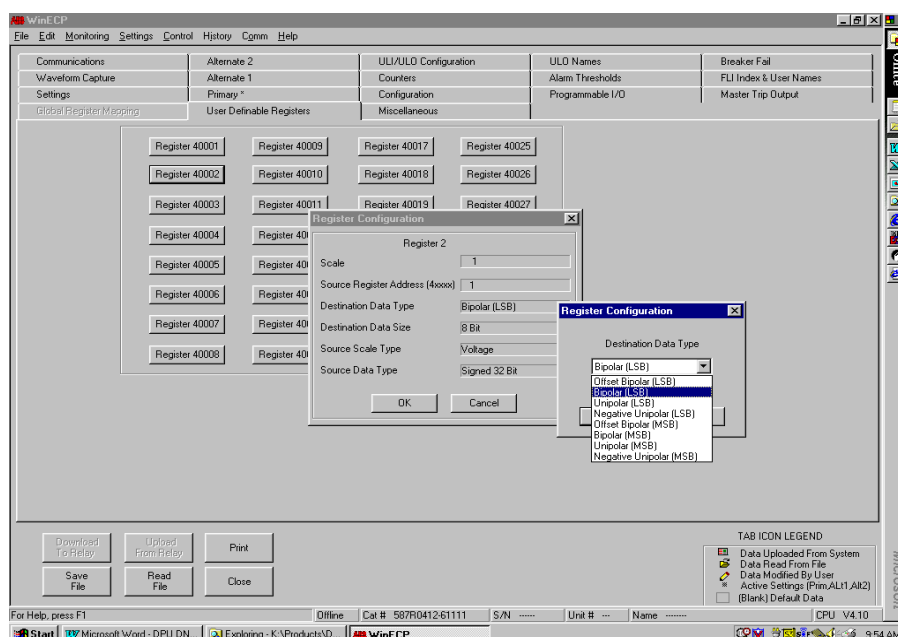 ABB WinECP
File Edit Monitoring Settings Control History Comm Help
Communications Alternate 2 ULI/ULO Configuration ULO Names Breaker Fail
Waveform Capture Alternate 1 Counters Alarm Thresholds FLI Index & User Names
Settings Primary * Configuration Programmable I/O Master Trip Output
Global Register Mapping User Definable Registers Miscellaneous
Register 40001 Register 40009 Register 40017 Register 40025
Register 40002 Register 40010 Register 40018 Register 40026
Register 40003 Register 40011 Register 40019 Register 40027
Register 40004
Register 40005
Register 40006
Register 40007
Register 40008
Register Configuration
Register 2
Scale 1
Source Register Address (4xxxx) 1
Destination Data Type Bipolar (LSB)
Destination Data Size 8 Bit
Source Scale Type Voltage
Source Data Type Signed 32 Bit
OK Cancel
Register Configuration
Destination Data Type
Bipolar (LSB)
Offset Bipolar (LSB)
Bipolar (LSB)
Unipolar (LSB)
Negative Unipolar (LSB)
Offset Bipolar (MSB)
Bipolar (MSB)
Unipolar (MSB)
Negative Unipolar (MSB)
Download To Relay
Upload From Relay
Print
Save File
Read File
Close
TAB ICON LEGEND
Data Uploaded From System
Data Read From File
Data Modified By User
Active Settings (Prim,ALt1,Alt2)
(Blank) Default Data
For Help, press F1 Offline Cat # 587R0412-61111 S/N ----- Unit # --- Name ------- CPU V4.10
Start Microsoft Word - DPU DN... Exploring - K:\Products\D... ABB WinECP 9:54 AM
Office